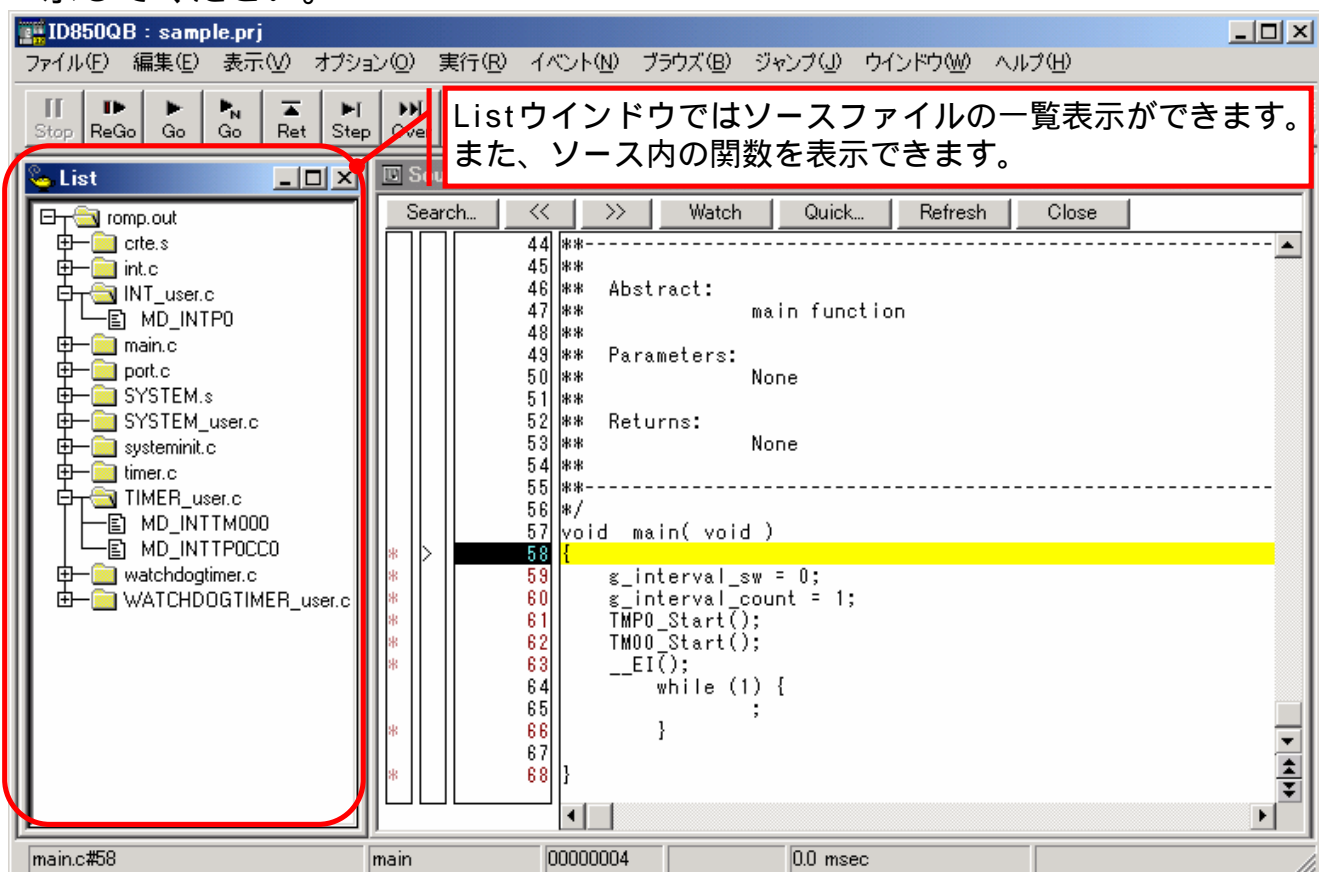 ID850QB : sample.prj
ファイル(F) 編集(E) 表示(V) オプション(O) 実行(R) イベント(N) ブラウズ(B) ジャンプ(J) ウインドウ(W) ヘルプ(H)
Stop ReGo Go Go Ret Step
Listウインドウではソースファイルの一覧表示ができます。
また、ソース内の関数を表示できます。
List
romp.out
crte.s
int.c
INT_user.c
MD_INTP0
main.c
port.c
SYSTEM.s
SYSTEM_user.c
systeminit.c
timer.c
TIMER_user.c
MD_INTTM000
MD_INTTP0CC0
watchdogtimer.c
WATCHDOGTIMER_user.c
Search... << >> Watch Quick... Refresh Close
44 **-----------------------------------------------------------
45 **
46 ** Abstract:
47 ** main function
48 **
49 ** Parameters:
50 ** None
51 **
52 ** Returns:
53 ** None
54 **
55 **-----------------------------------------------------------
56 */
57 void main( void )
* > 58 {
* 59 g_interval_sw = 0;
* 60 g_interval_count = 1;
* 61 TMP0_Start();
* 62 TM00_Start();
* 63 __EI();
64 while (1) {
65 ;
* 66 }
67
* 68 }
main.c#58 main 00000004 0.0 msec